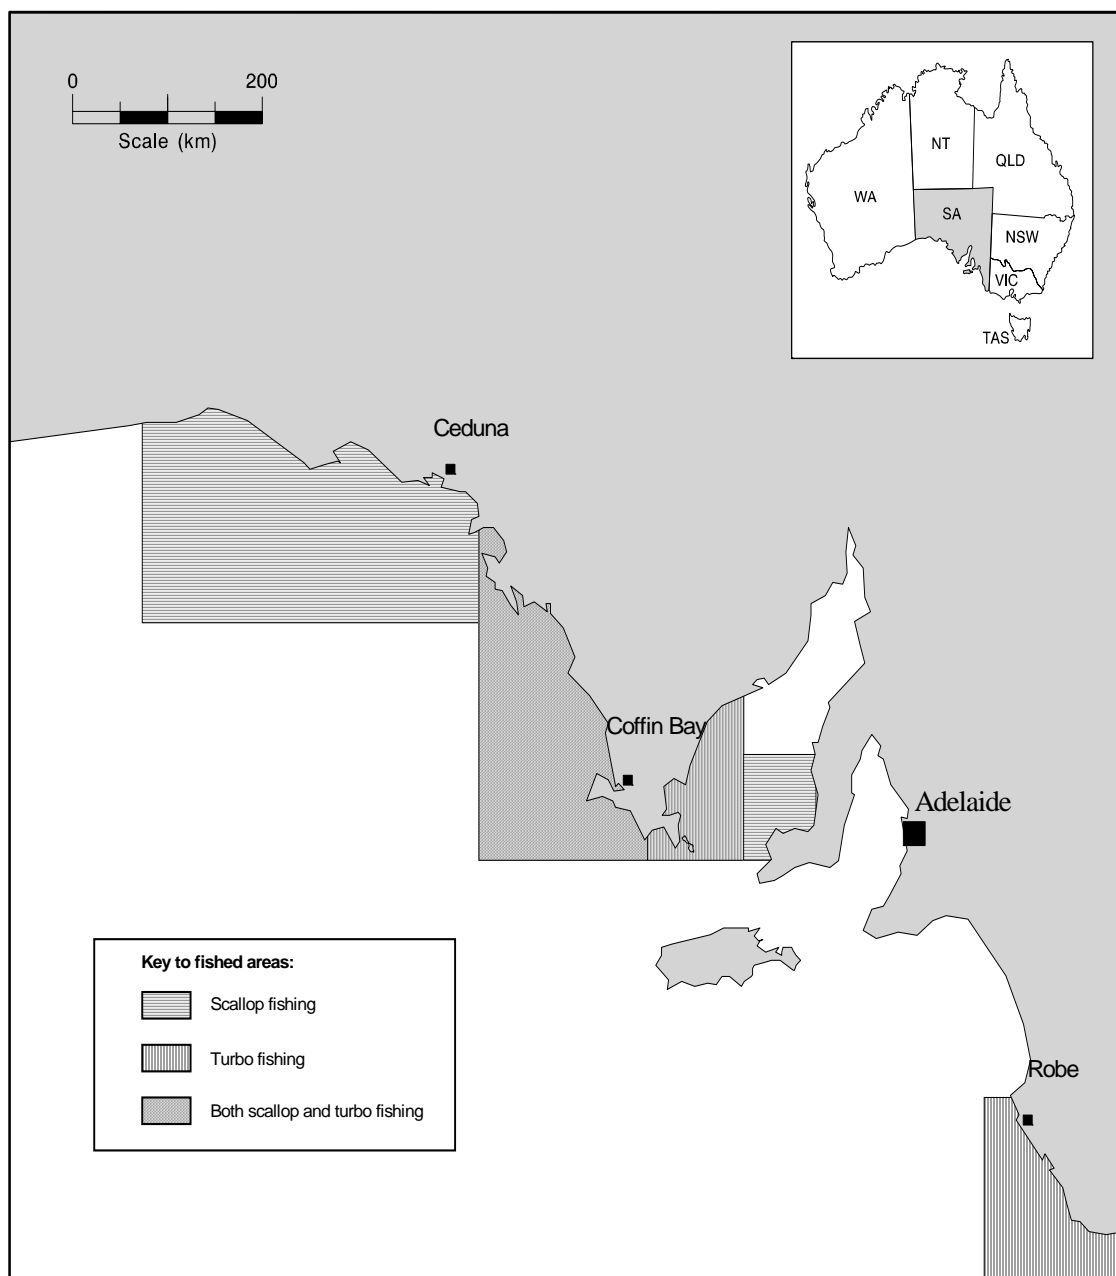 0 200
Scale (km)
NT
QLD
WA
SA
NSW
VIC
TAS
Ceduna
Coffin Bay
Adelaide
Robe
Key to fished areas:
Scallop fishing
Turbo fishing
Both scallop and turbo fishing